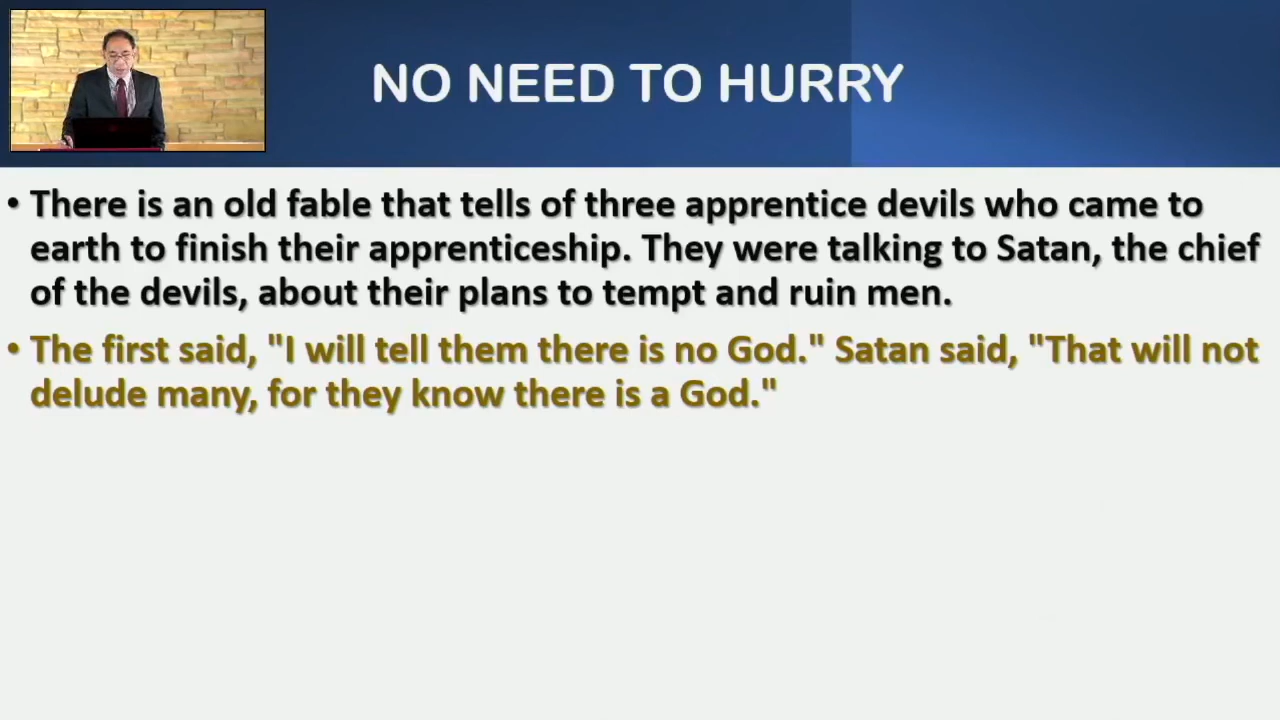 NO NEED TO HURRY
• There is an old fable that tells of three apprentice devils who came to
earth to finish their apprenticeship. They were talking to Satan, the chief
of the devils, about their plans to tempt and ruin men.
• The first said, "I will tell them there is no God." Satan said, "That will not
delude many, for they know there is a God."